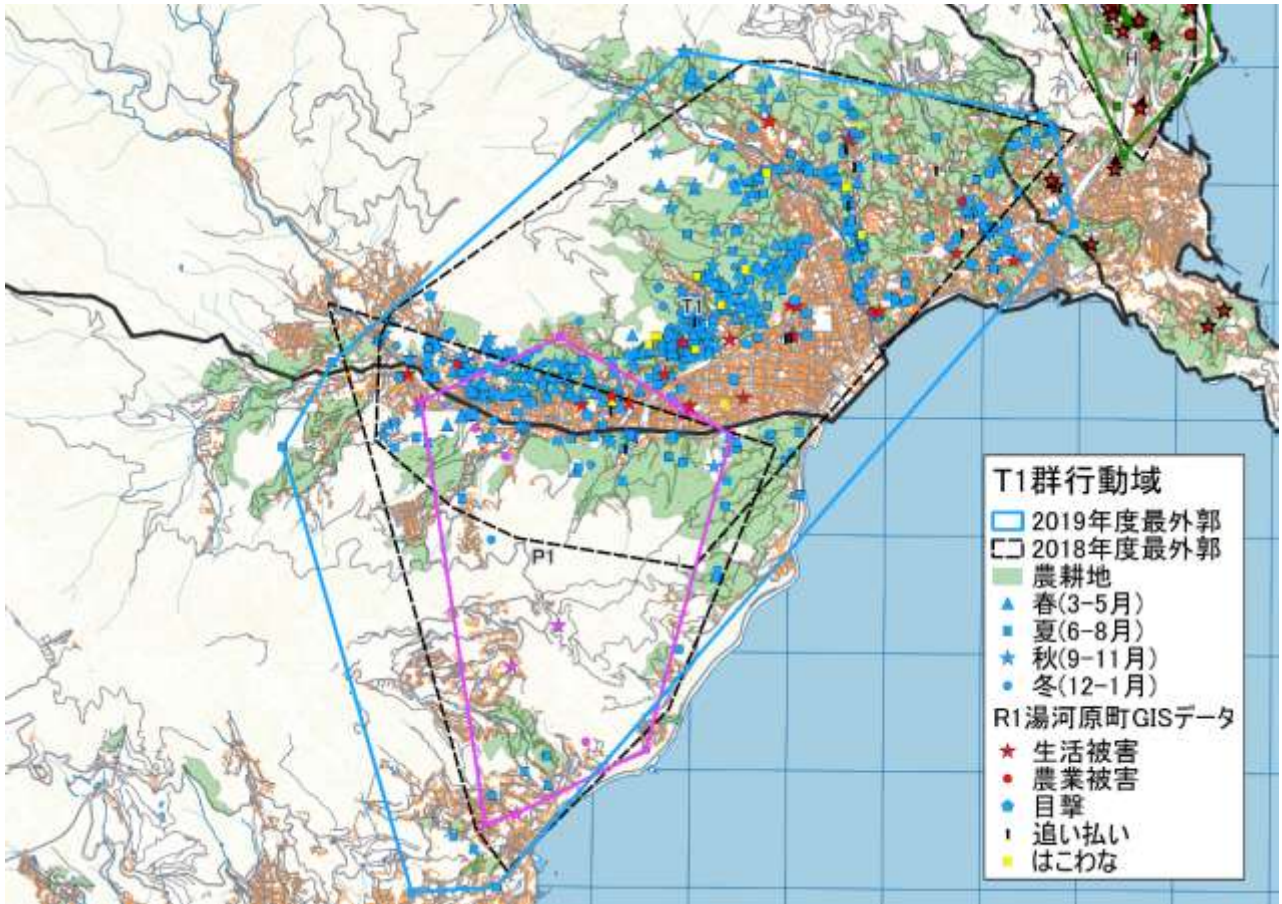 H
T1
P1
T1群行動域
2019年度最外郭
2018年度最外郭
農耕地
春(3-5月)
夏(6-8月)
秋(9-11月)
冬(12-1月)
R1湯河原町GISデータ
生活被害
農業被害
目撃
追い払い
はこわな